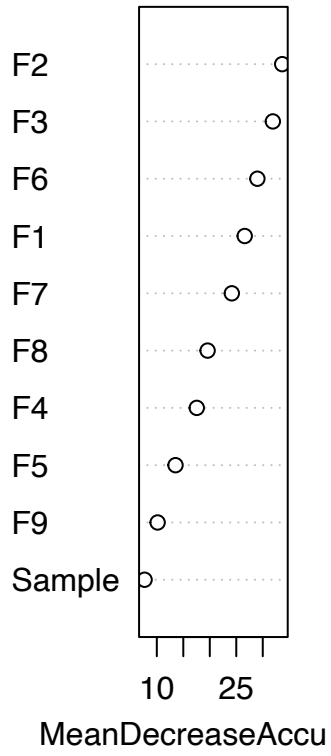 F2
F3
F6
F1
F7
F8
F4
F5
F9
Sample
10 25
MeanDecreaseAccu